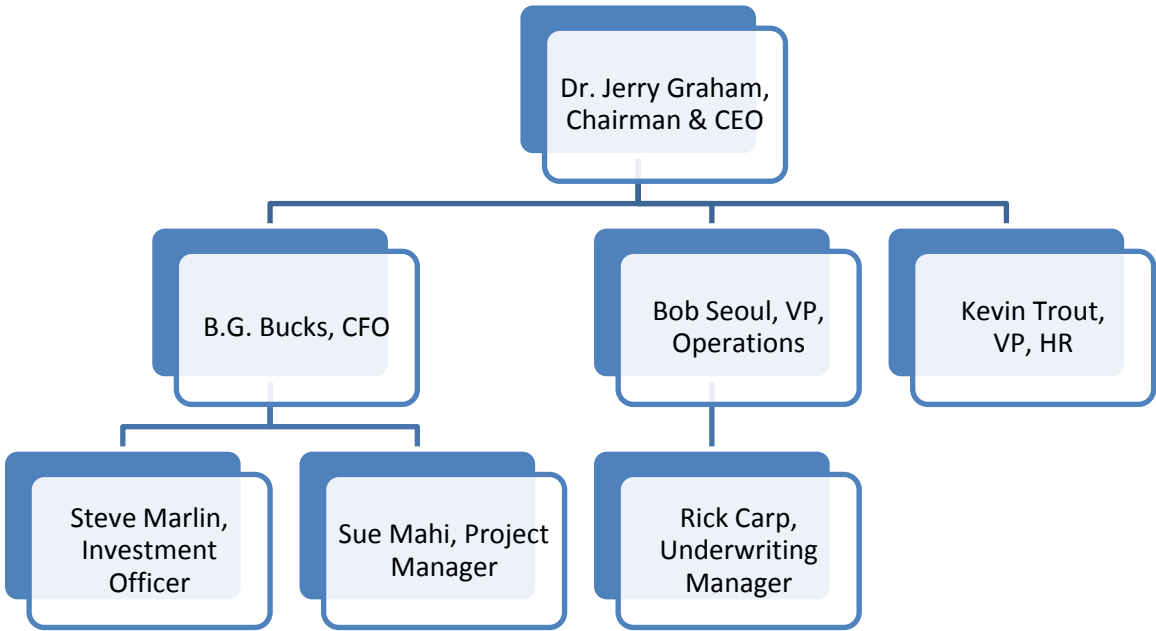 Dr. Jerry Graham,
Chairman & CEO
B.G. Bucks, CFO
Bob Seoul, VP,
Operations
Kevin Trout,
VP, HR
Steve Marlin,
Investment
Officer
Sue Mahi, Project
Manager
Rick Carp,
Underwriting
Manager